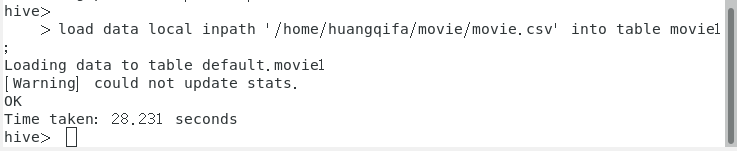 hive>
> load data local inpath '/home/huangqifa/movie/movie.csv' into table movie1
;
Loading data to table default.movie1
[Warning] could not update stats.
OK
Time taken: 28.231 seconds
hive>